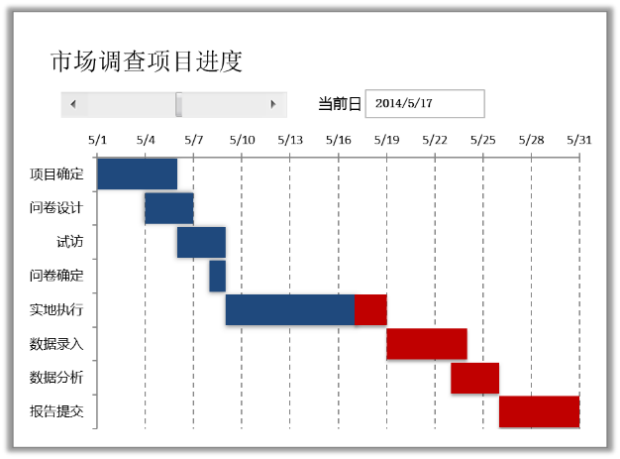 市场调查项目进度
当前日 2014/5/17
5/1 5/4 5/7 5/10 5/13 5/16 5/19 5/22 5/25 5/28 5/31
项目确定
问卷设计
试访
问卷确定
实地执行
数据录入
数据分析
报告提交